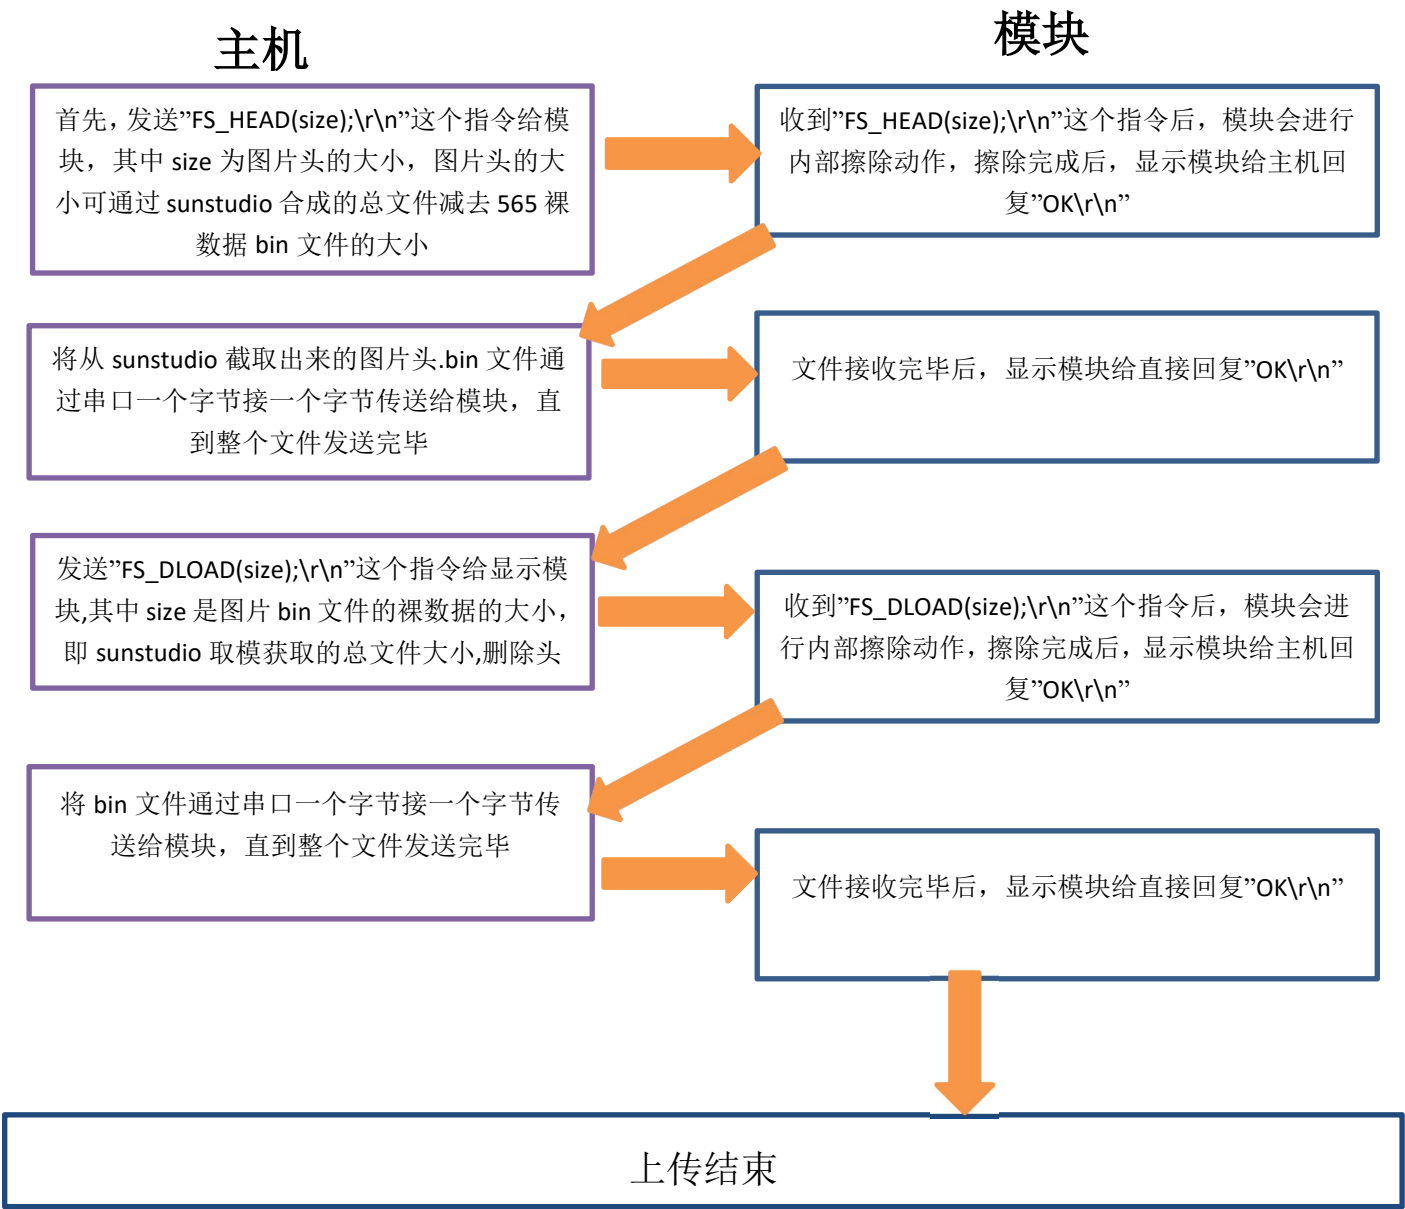 主机
模块
首先，发送”FS_HEAD(size);\r\n”这个指令给模
块，其中 size 为图片头的大小，图片头的大
小可通过 sunstudio 合成的总文件减去 565 裸
数据 bin 文件的大小
收到”FS_HEAD(size);\r\n”这个指令后，模块会进行
内部擦除动作，擦除完成后，显示模块给主机回
复”OK\r\n”
将从 sunstudio 截取出来的图片头.bin 文件通
过串口一个字节接一个字节传送给模块，直
到整个文件发送完毕
文件接收完毕后，显示模块给直接回复”OK\r\n”
发送”FS_DLOAD(size);\r\n”这个指令给显示模
块,其中 size 是图片 bin 文件的裸数据的大小，
即 sunstudio 取模获取的总文件大小,删除头
收到”FS_DLOAD(size);\r\n”这个指令后，模块会进
行内部擦除动作，擦除完成后，显示模块给主机回
复”OK\r\n”
将 bin 文件通过串口一个字节接一个字节传
送给模块，直到整个文件发送完毕
文件接收完毕后，显示模块给直接回复”OK\r\n”
上传结束